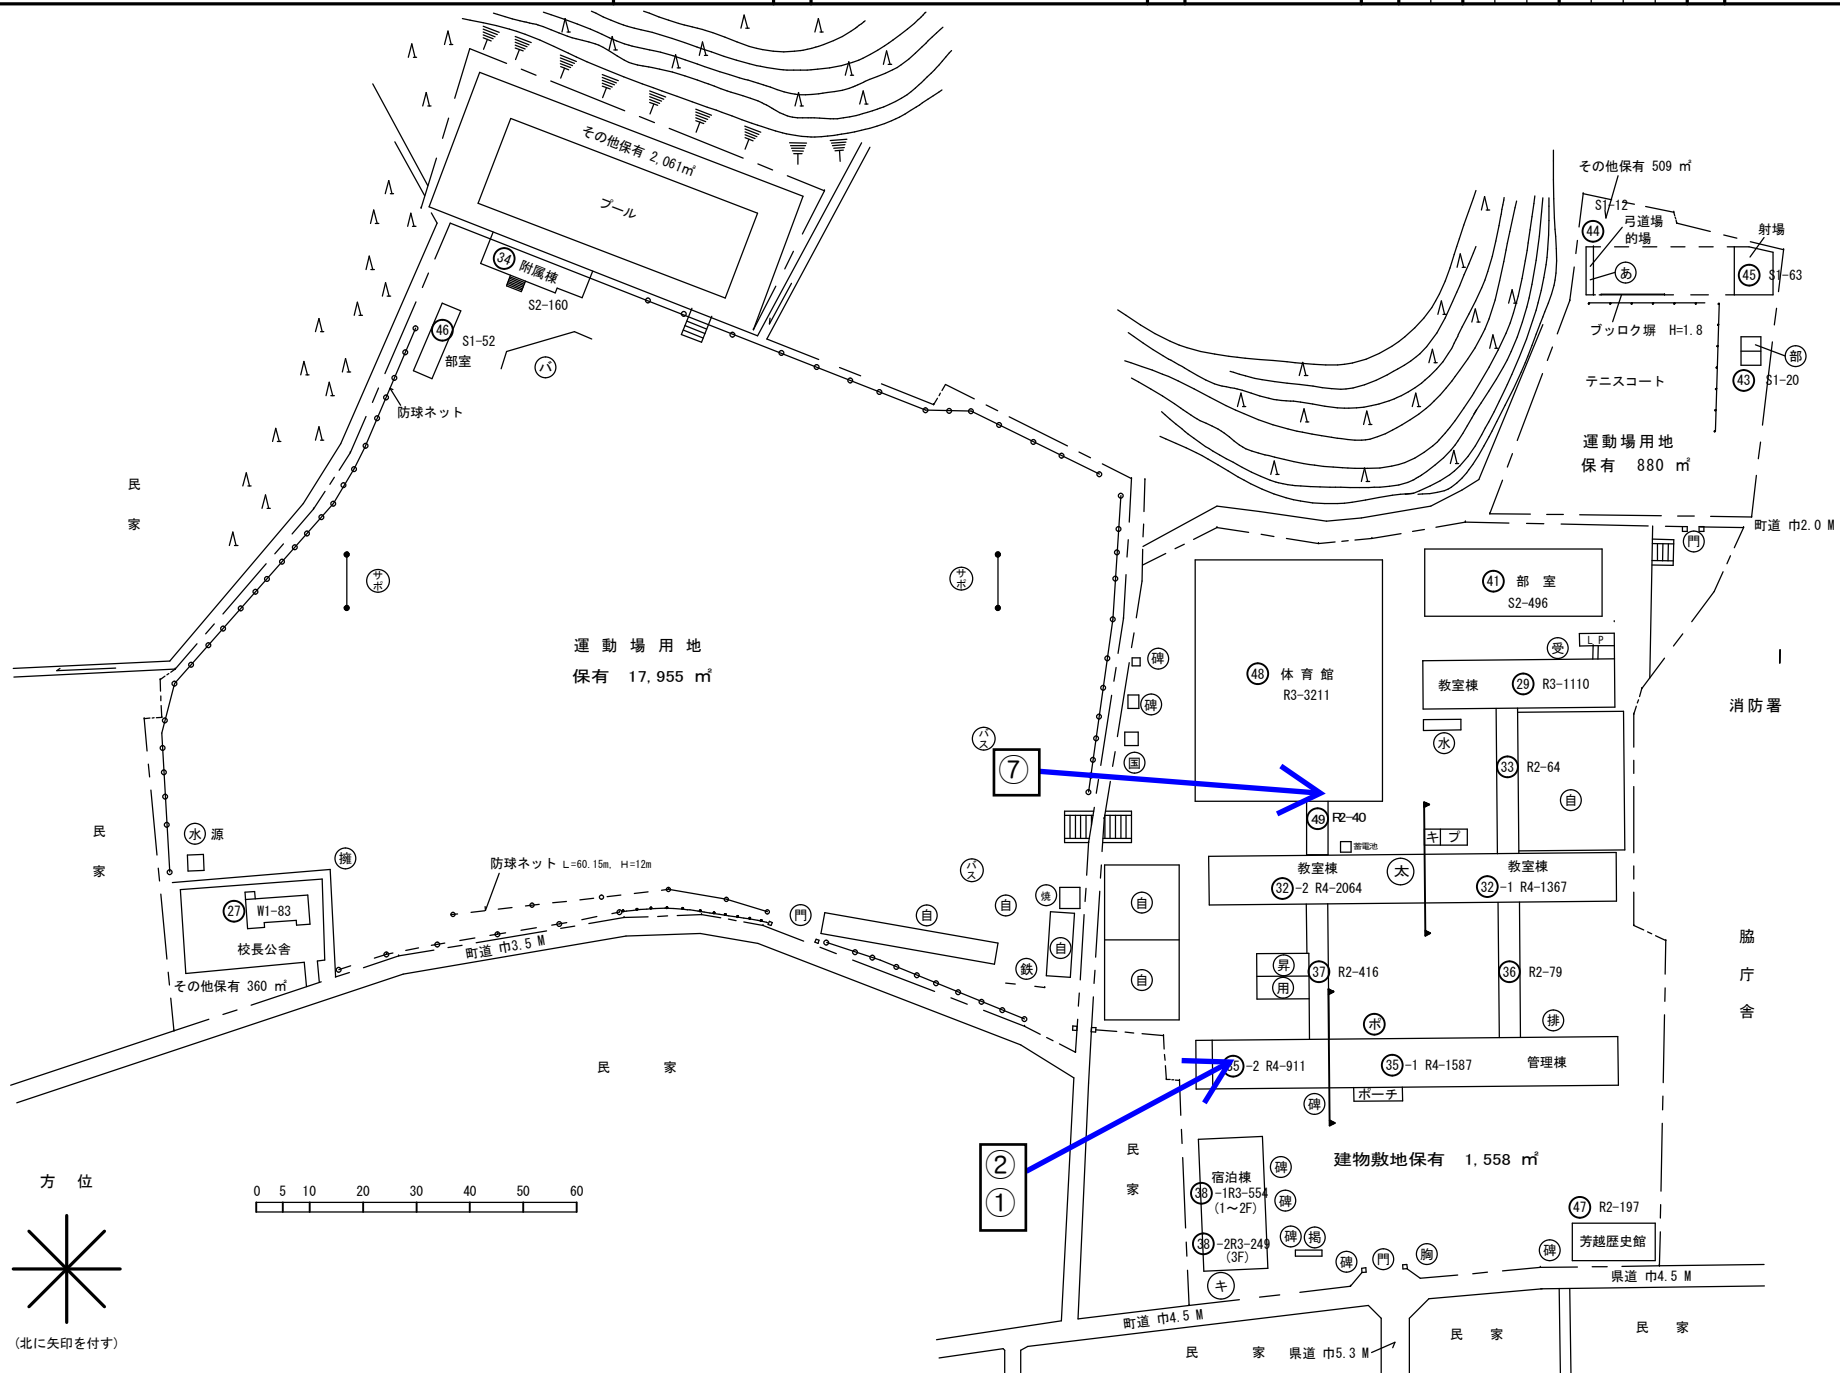 その他保有 2,061㎡
プール
㉞ 附属棟
S2-160
㊻ S1-52
部室
バ
防球ネット
民
家
サポ
サポ
運 動 場 用 地
保有 17,955 ㎡
その他保有 509 ㎡
S1-12
㊹
弓道場
的場
あ
射場
㊺ S1-63
ブッロク塀 H=1.8
部
テニスコート
㊸ S1-20
運動場用地
保有 880 ㎡
町道 巾2.0 M
門
㊶ 部 室
S2-496
L P
受
碑
㊽ 体 育 館
R3-3211
教室棟 ㉙ R3-1110
碑
消防署
バス
水
国
⑦
㉝ R2-64
自
民
家
水 源
㊾ R2-40
キ プ
蓄電池
擁
防球ネット L=60.15m, H=12m
バス
教室棟
㉜-2 R4-2064
太
教室棟
㉜-1 R4-1367
焼
自
自
自
門
㉗ W1-83
校長公舎
自
町道 巾3.5 M
鉄
自
昇
用
㊲ R2-416
㊱ R2-79
脇
庁
舎
その他保有 360 ㎡
ポ
排
民 家
㉟-2 R4-911
㉟-1 R4-1587
管理棟
ポーチ
碑
②
①
民
家
建物敷地保有 1,558 ㎡
宿泊棟
㊳-1R3-554
(1～2F)
碑
碑
方 位
0 5 10 20 30 40 50 60
㊼ R2-197
㊳-2R3-249
(3F)
碑
掲
芳越歴史館
碑
門
胸
碑
キ
県道 巾4.5 M
町道 巾4.5 M
(北に矢印を付す)
民 家
県道 巾5.3 M
民 家
民 家